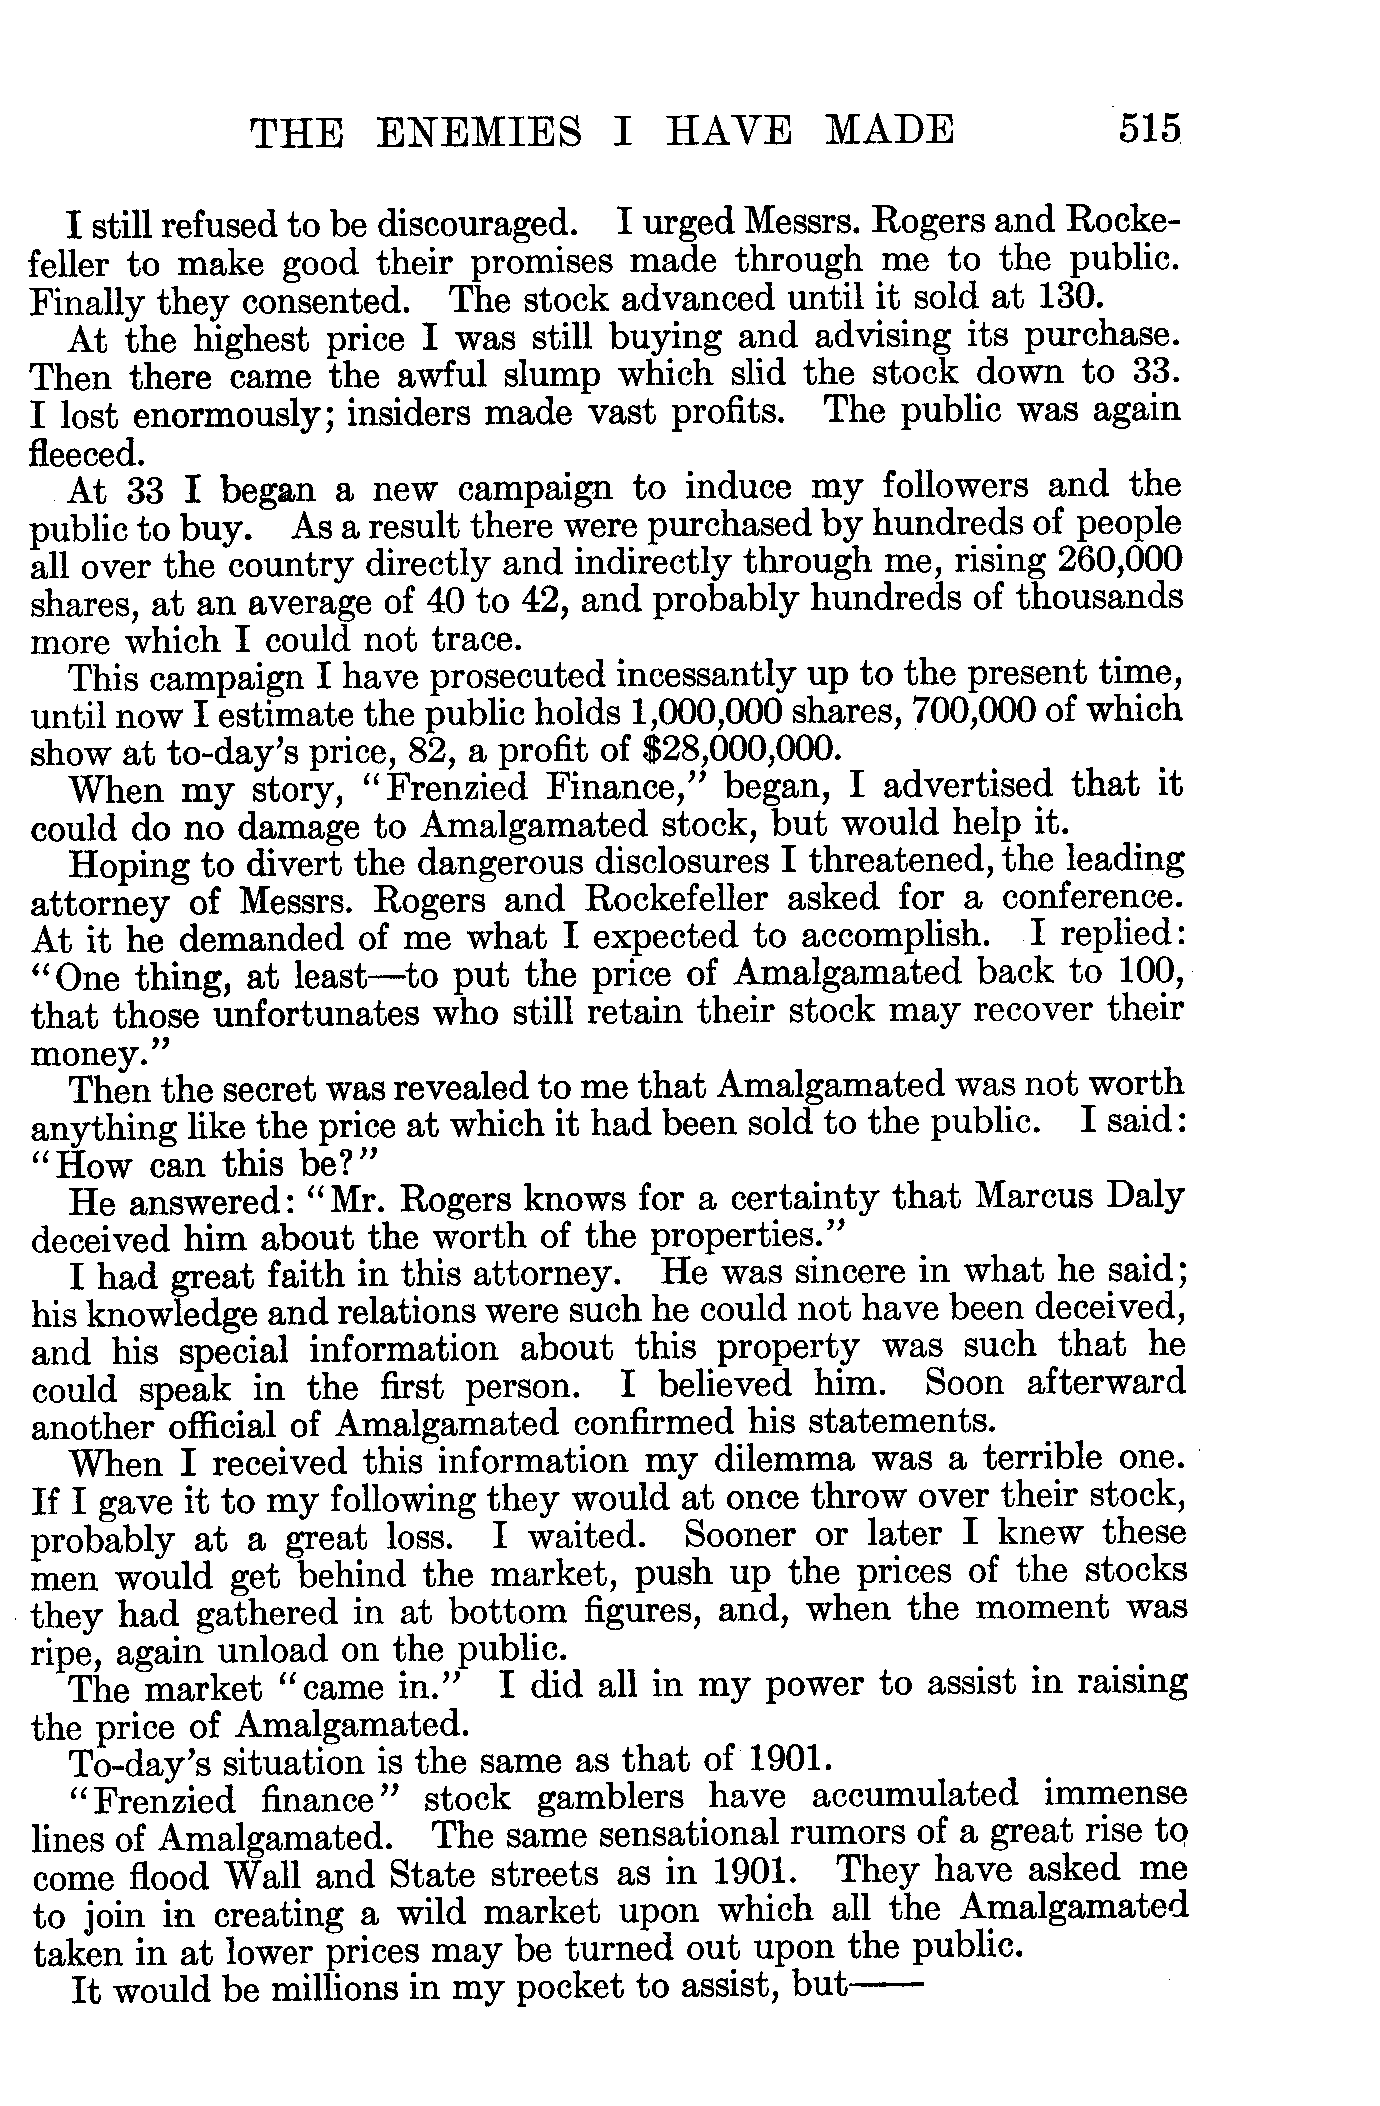 THE ENEMIES I HAVE MADE 515
I still refused to be discouraged. I urged Messrs. Rogers and Rocke-
feller to make good their promises made through me to the public.
Finally they consented. The stock advanced until it sold at 130.
At the highest price I was still buying and advising its purchase.
Then there came the awful slump which slid the stock down to 33.
I lost enormously; insiders made vast profits. The public was again
fleeced.
At 33 I began a new campaign to induce my followers and the
public to buy. As a result there were purchased by hundreds of people
all over the country directly and indirectly through me, rising 260,000
shares, at an average of 40 to 42, and probably hundreds of thousands
more which I could not trace.
This campaign I have prosecuted incessantly up to the present time,
until now I estimate the public holds 1,000,000 shares, 700,000 of which
show at to-day's price, 82, a profit of $28,000,000.
When my story, "Frenzied Finance," began, I advertised that it
could do no damage to Amalgamated stock, but would help it.
Hoping to divert the dangerous disclosures I threatened, the leading
attorney of Messrs. Rogers and Rockefeller asked for a conference.
At it he demanded of me what I expected to accomplish. I replied:
"One thing, at least—to put the price of Amalgamated back to 100,
that those unfortunates who still retain their stock may recover their
money."
Then the secret was revealed to me that Amalgamated was not worth
anything like the price at which it had been sold to the public. I said:
"How can this be?"
He answered: "Mr. Rogers knows for a certainty that Marcus Daly
deceived him about the worth of the properties."
I had great faith in this attorney. He was sincere in what he said;
his knowledge and relations were such he could not have been deceived,
and his special information about this property was such that he
could speak in the first person. I believed him. Soon afterward
another official of Amalgamated confirmed his statements.
When I received this information my dilemma was a terrible one.
If I gave it to my following they would at once throw over their stock,
probably at a great loss. I waited. Sooner or later I knew these
men would get behind the market, push up the prices of the stocks
they had gathered in at bottom figures, and, when the moment was
ripe, again unload on the public.
The market "came in." I did all in my power to assist in raising
the price of Amalgamated.
To-day's situation is the same as that of 1901.
"Frenzied finance" stock gamblers have accumulated immense
lines of Amalgamated. The same sensational rumors of a great rise to
come flood Wall and State streets as in 1901. They have asked me
to join in creating a wild market upon which all the Amalgamated
taken in at lower prices may be turned out upon the public.
It would be millions in my pocket to assist, but——